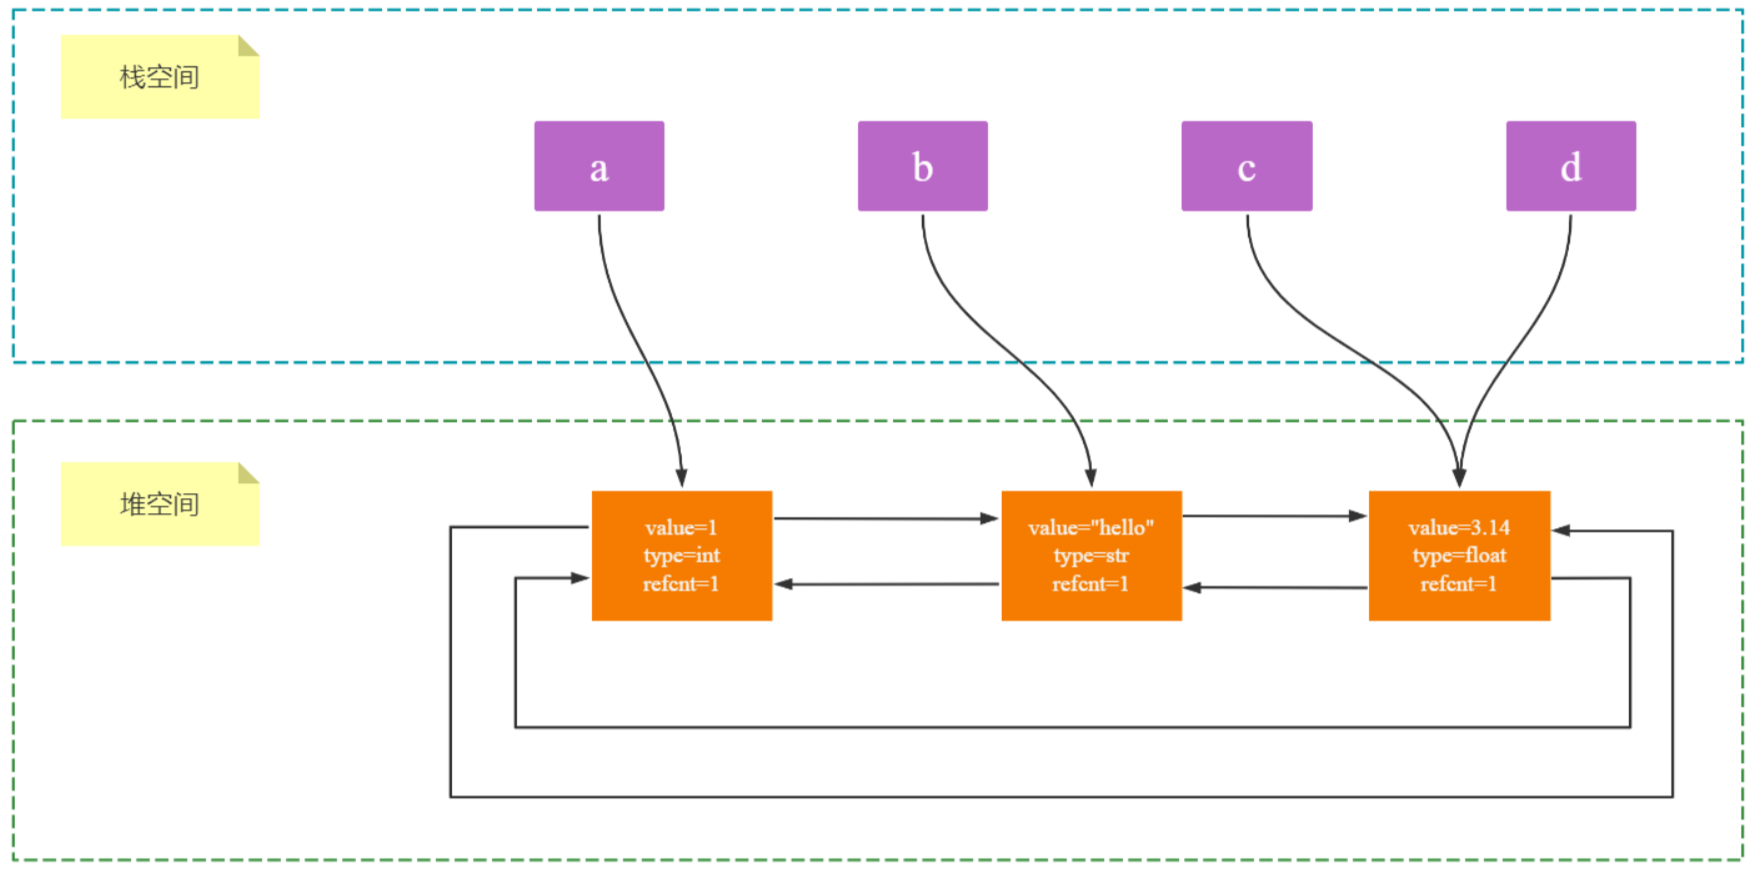 栈空间
a
b
c
d
堆空间
value=1
type=int
refcnt=1
value="hello"
type=str
refcnt=1
value=3.14
type=float
refcnt=1